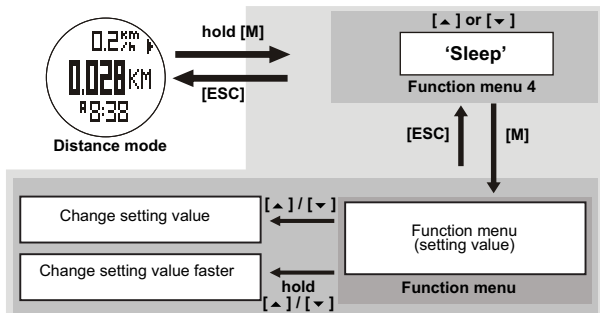 0.2KM/H
0.028KM
A8:38
Distance mode
hold [M]
[ESC]
[▲] or [▼]
'Sleep'
Function menu 4
[ESC]
[M]
Change setting value
[▲] / [▼]
Change setting value faster
hold
[▲] / [▼]
Function menu
(setting value)
Function menu